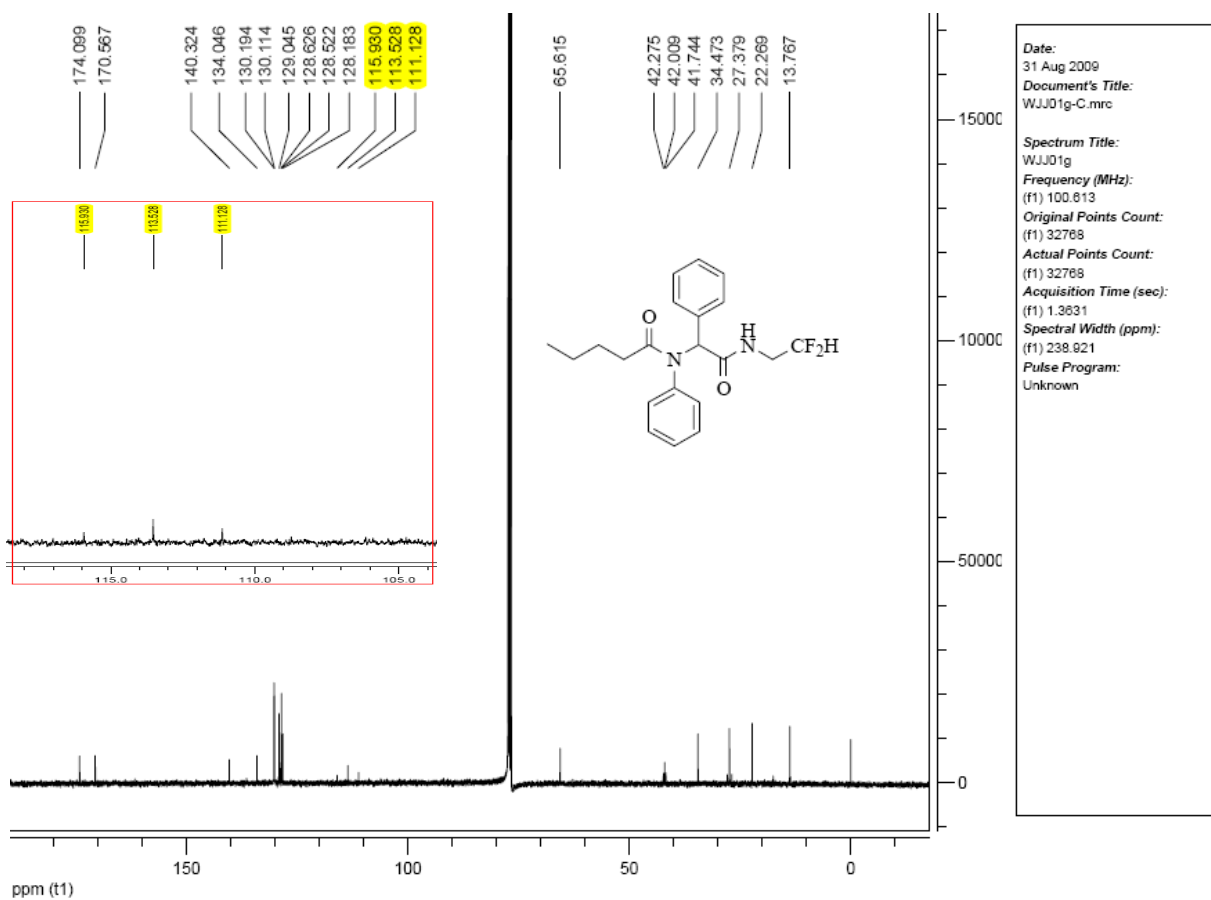 174.099
170.567
140.324
134.046
130.194
130.114
129.045
128.626
128.522
128.183
115.930
113.528
111.128
65.615
42.275
42.009
41.744
34.473
27.379
22.269
13.767
115.930
113.528
111.128
115.0
110.0
105.0
O
N
H
N
O
CF2H
15000
10000
50000
0
150
100
50
0
ppm (t1)
Date:
31 Aug 2009
Document's Title:
WJJ01g-C.mrc
Spectrum Title:
WJJ01g
Frequency (MHz):
(f1) 100.613
Original Points Count:
(f1) 32768
Actual Points Count:
(f1) 32768
Acquisition Time (sec):
(f1) 1.3631
Spectral Width (ppm):
(f1) 238.921
Pulse Program:
Unknown